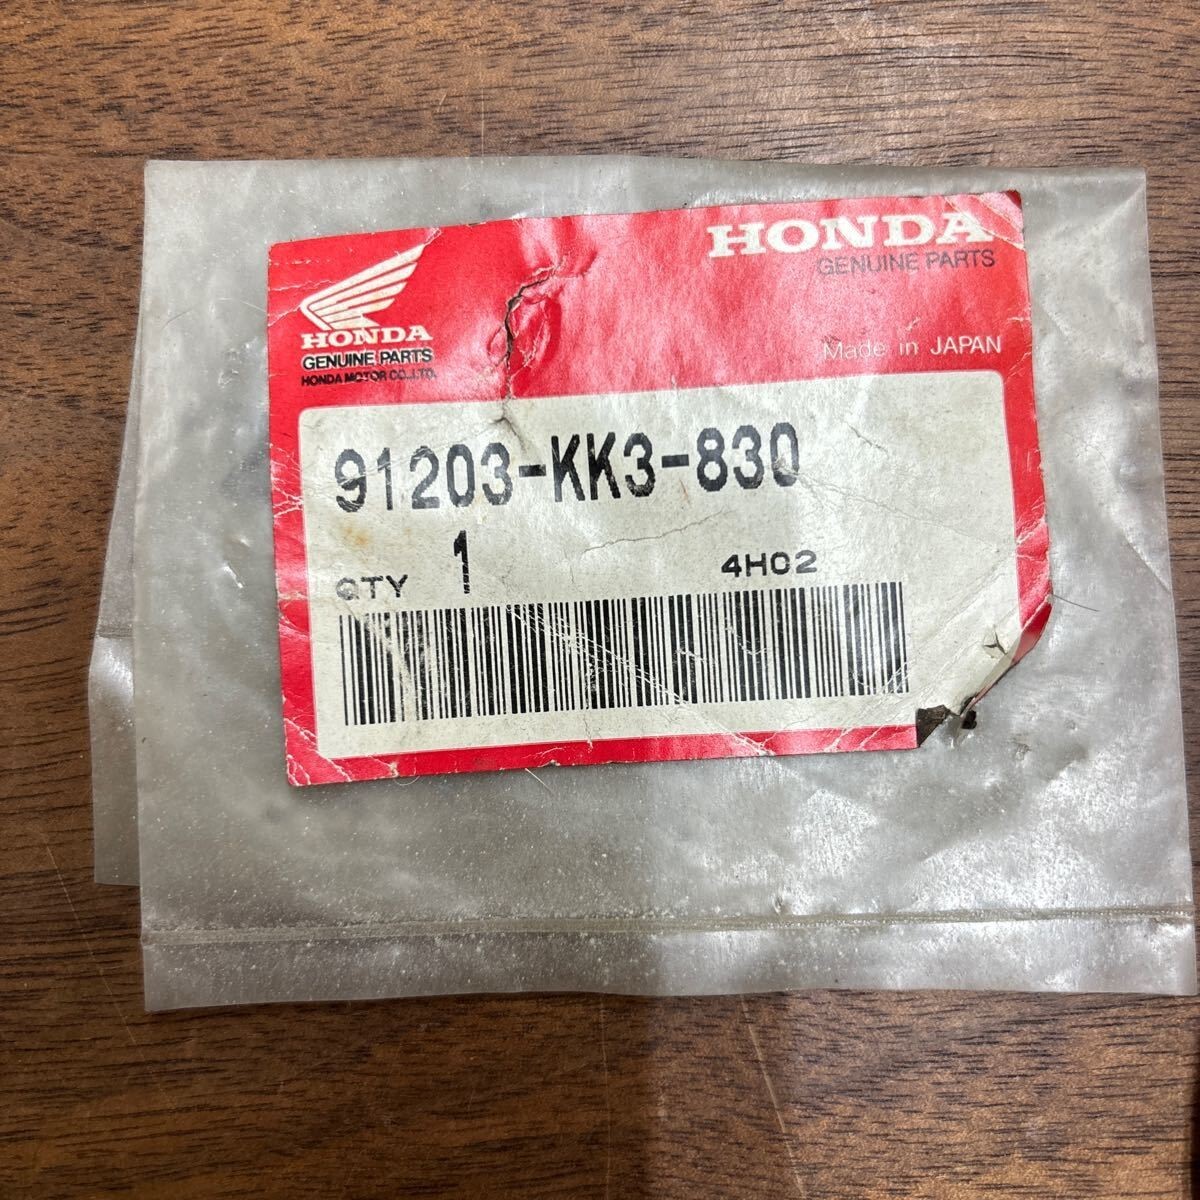 HONDA
GENUINE PARTS
HONDA
GENUINE PARTS
HONDA MOTOR CO.,LTD.
Made in JAPAN
91203-KK3-830
QTY 1 4H02